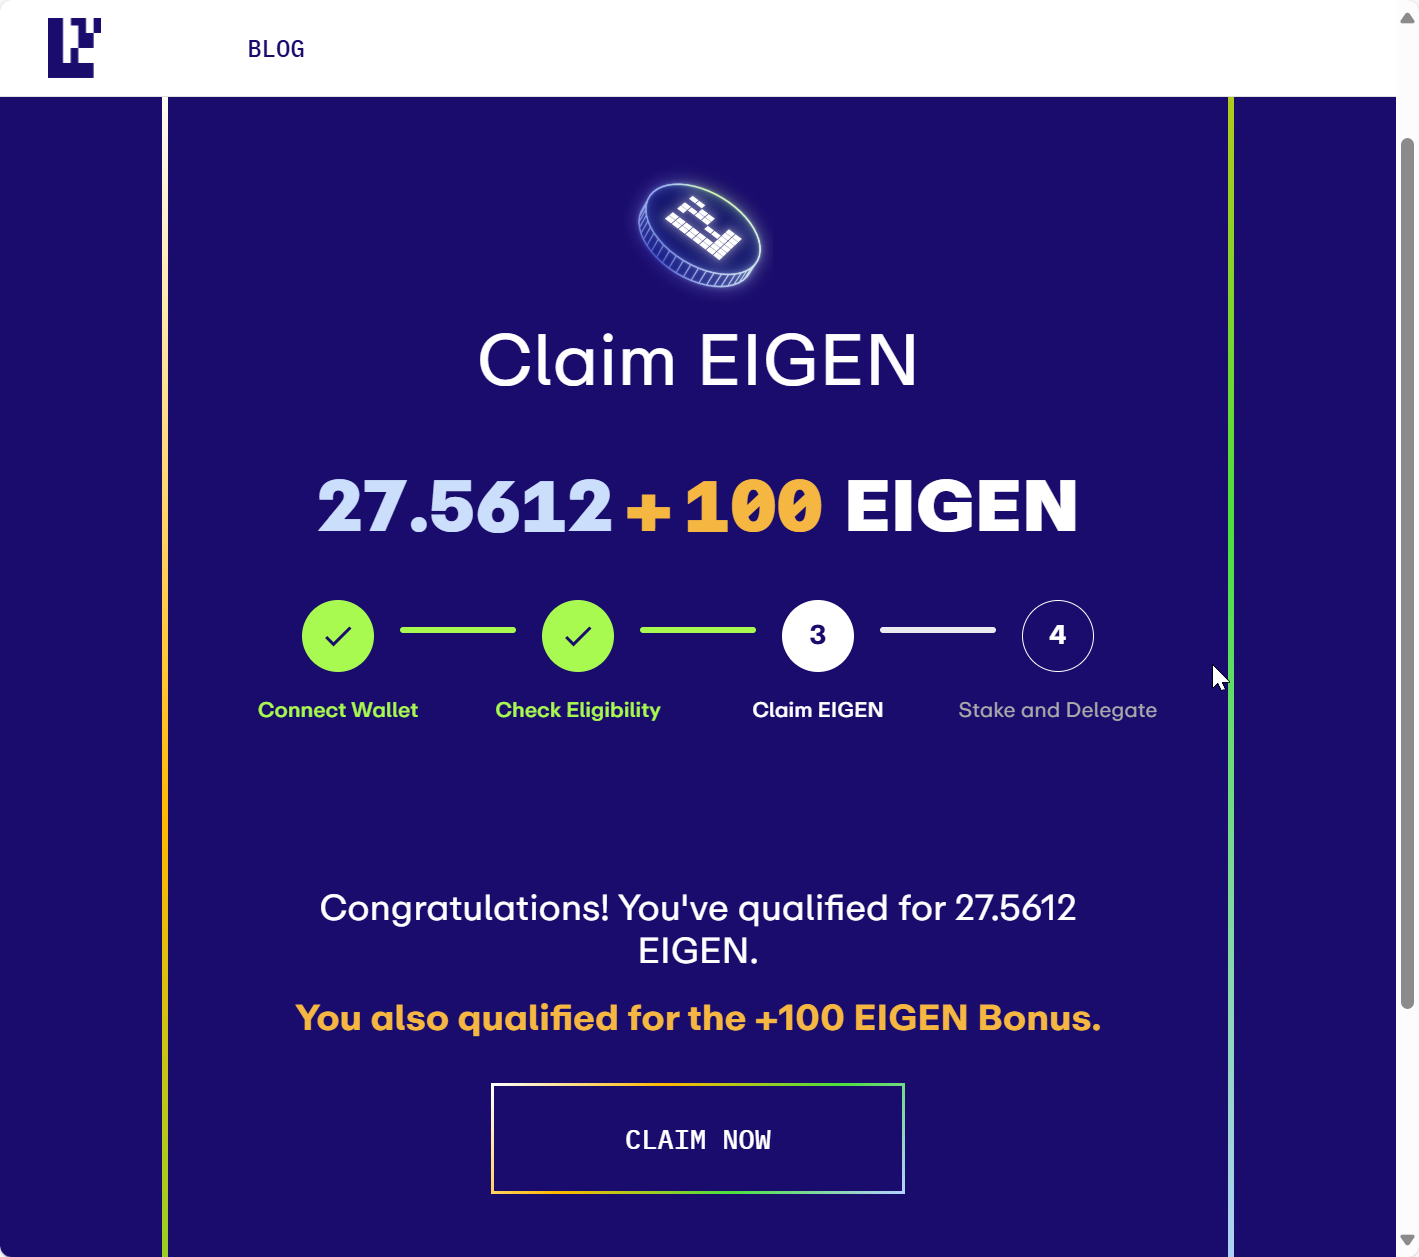 BLOG
Claim EIGEN
27.5612 + 100 EIGEN
3
4
Connect Wallet
Check Eligibility
Claim EIGEN
Stake and Delegate
Congratulations! You've qualified for 27.5612
EIGEN.
You also qualified for the +100 EIGEN Bonus.
CLAIM NOW